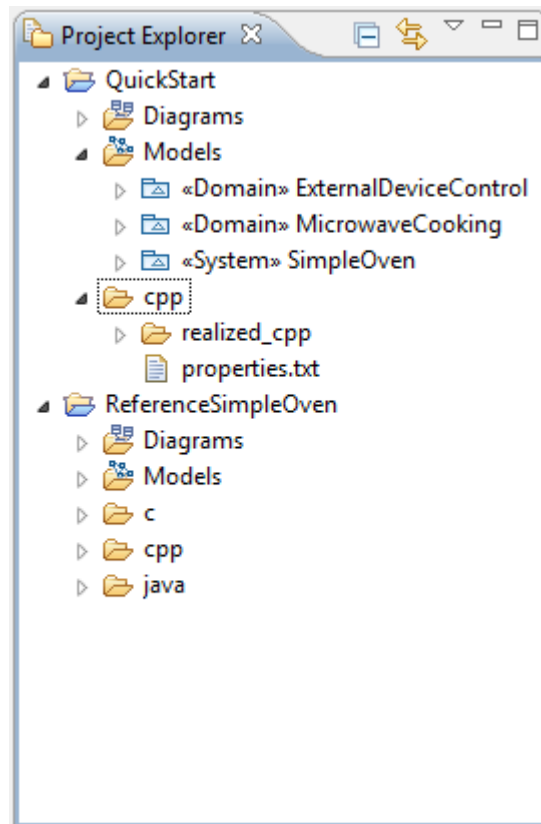 Project Explorer
QuickStart
Diagrams
Models
«Domain» ExternalDeviceControl
«Domain» MicrowaveCooking
«System» SimpleOven
cpp
realized_cpp
properties.txt
ReferenceSimpleOven
Diagrams
Models
c
cpp
java